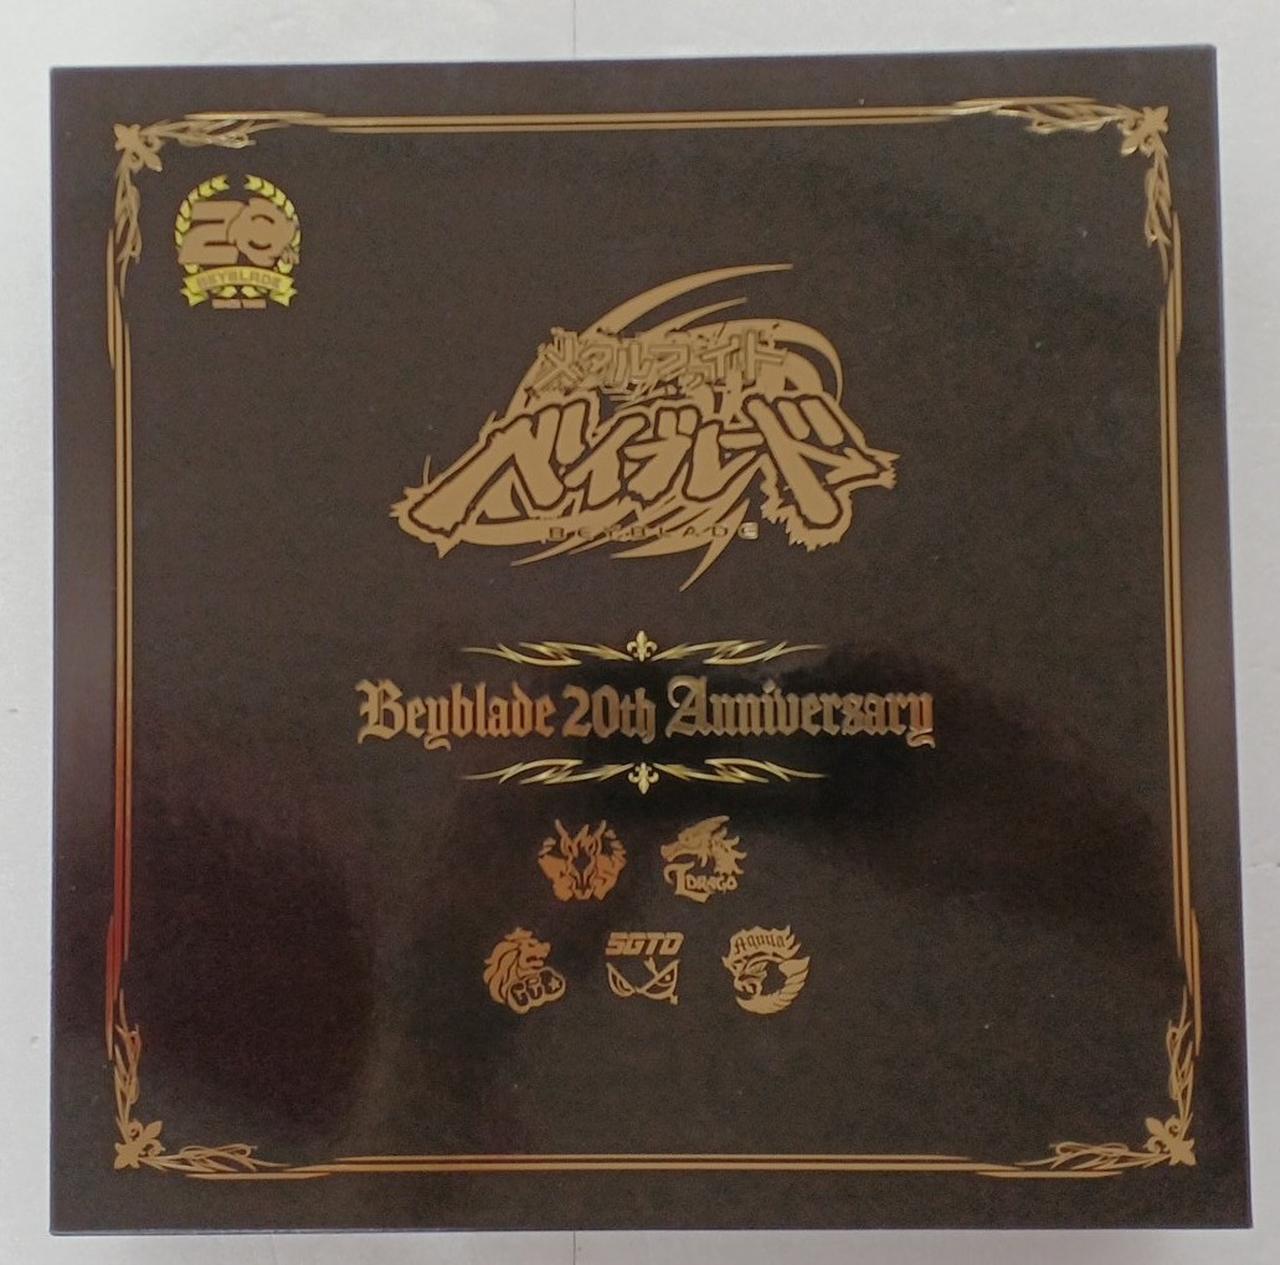 20th
BEYBLADE
メタルファイト
ベイブレード
BEYBLADE
Beyblade 20th Anniversary
LDRAGO
SGTD
Aquila